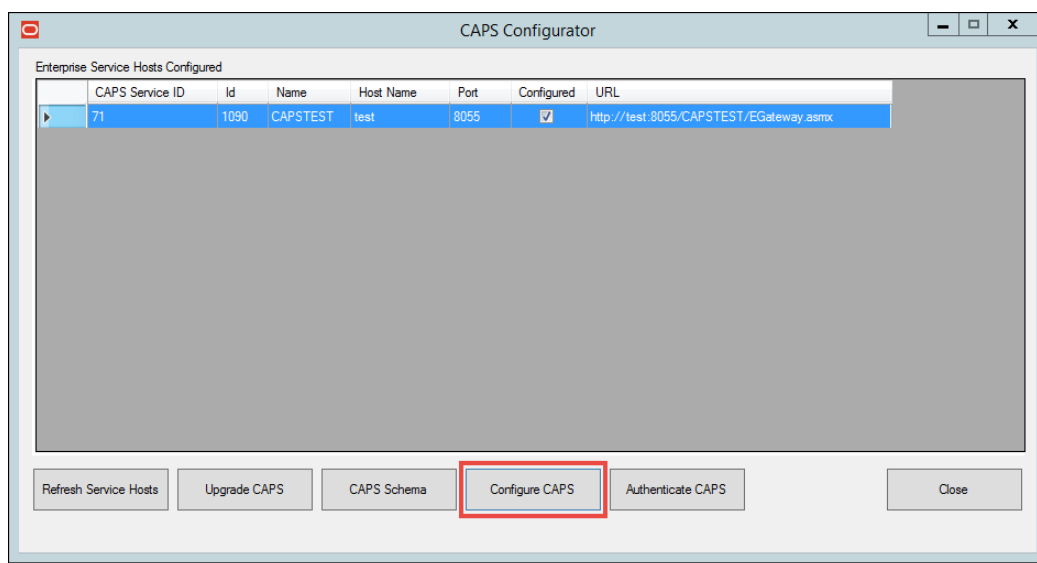 CAPS Configurator
Enterprise Service Hosts Configured
CAPS Service ID Id Name Host Name Port Configured URL
71 1090 CAPSTEST test 8055 http://test:8055/CAPSTEST/EGateway.asmx
Refresh Service Hosts Upgrade CAPS CAPS Schema Configure CAPS Authenticate CAPS Close